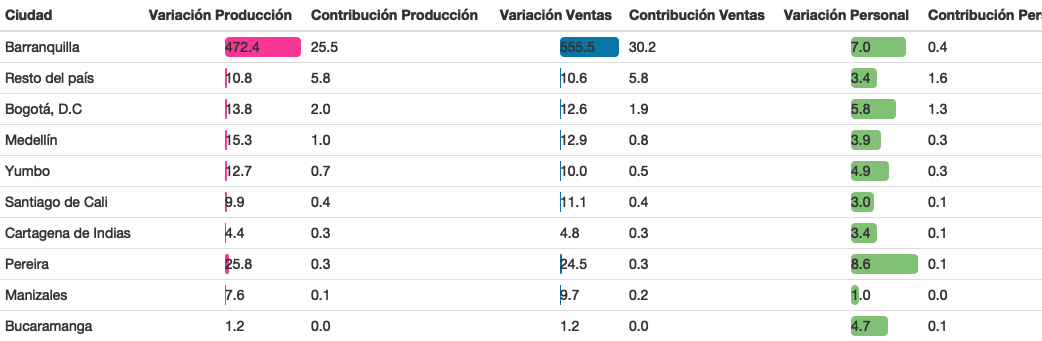 Ciudad Variación Producción Contribución Producción Variación Ventas Contribución Ventas Variación Personal Contribución Per
Barranquilla 472.4 25.5 555.5 30.2 7.0 0.4
Resto del país 10.8 5.8 10.6 5.8 3.4 1.6
Bogotá, D.C 13.8 2.0 12.6 1.9 5.8 1.3
Medellín 15.3 1.0 12.9 0.8 3.9 0.3
Yumbo 12.7 0.7 10.0 0.5 4.9 0.3
Santiago de Cali 9.9 0.4 11.1 0.4 3.0 0.1
Cartagena de Indias 4.4 0.3 4.8 0.3 3.4 0.1
Pereira 25.8 0.3 24.5 0.3 8.6 0.1
Manizales 7.6 0.1 9.7 0.2 1.0 0.0
Bucaramanga 1.2 0.0 1.2 0.0 4.7 0.1